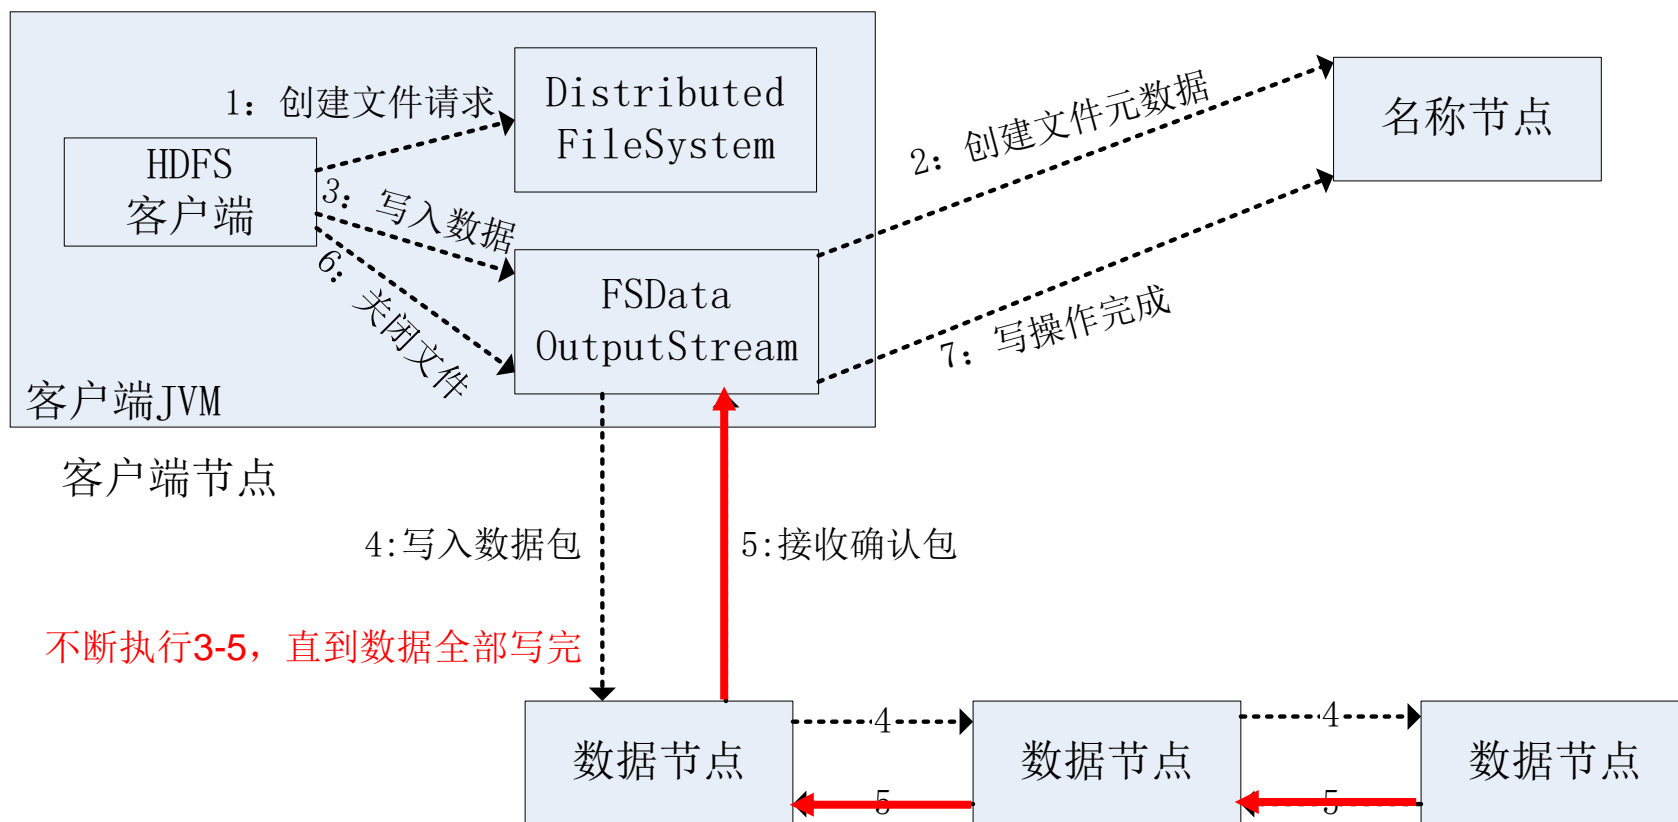 1：创建文件请求
Distributed
FileSystem
HDFS
客户端
3：写入数据
6：关闭文件
FSData
OutputStream
客户端JVM
2：创建文件元数据
名称节点
7：写操作完成
客户端节点
4:写入数据包
5:接收确认包
不断执行3-5，直到数据全部写完
数据节点
4
数据节点
4
数据节点
5
5